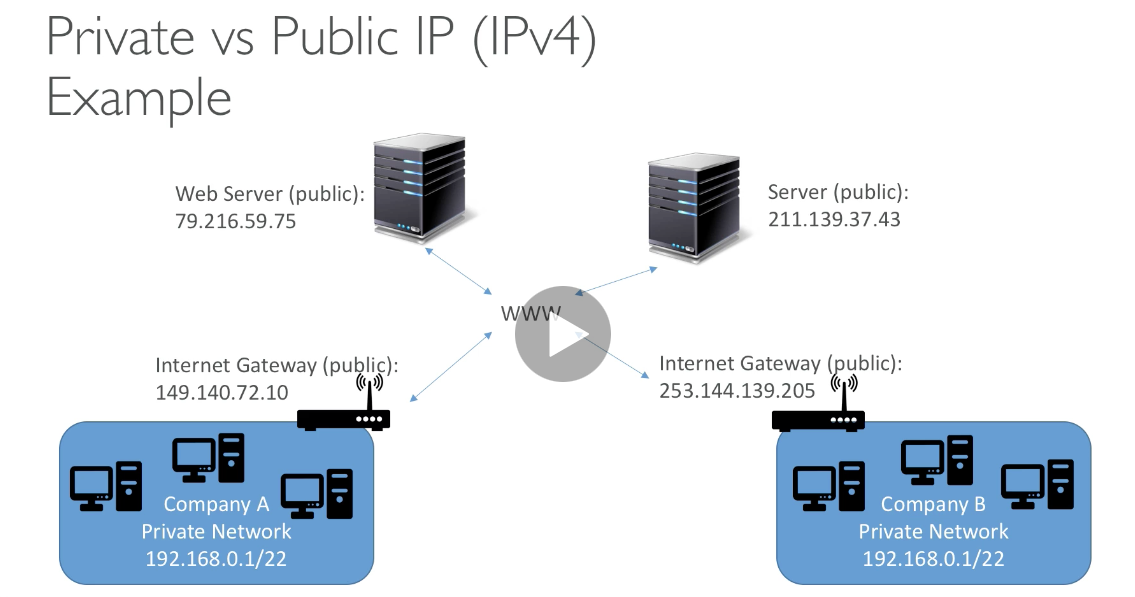 Private vs Public IP (IPv4)
Example
Web Server (public):
79.216.59.75
Server (public):
211.139.37.43
WWW
Internet Gateway (public):
149.140.72.10
Internet Gateway (public):
253.144.139.205
Company A
Private Network
192.168.0.1/22
Company B
Private Network
192.168.0.1/22